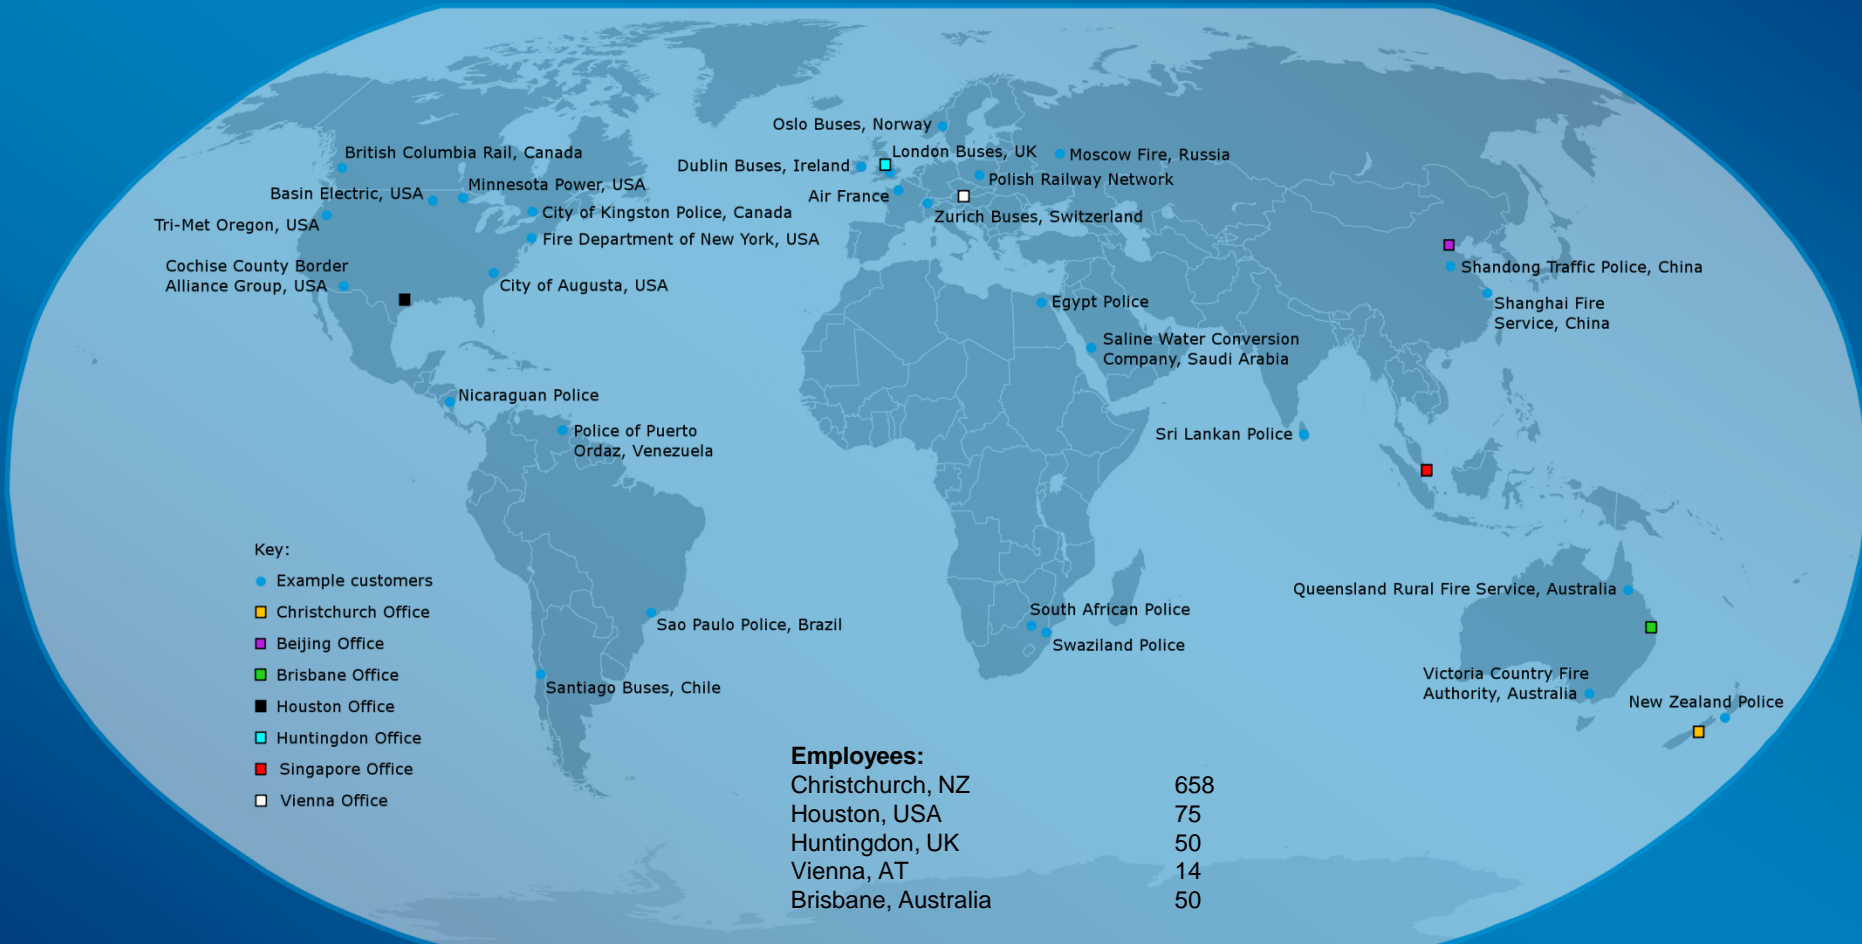 Oslo Buses, Norway
London Buses, UK
British Columbia Rail, Canada
Dublin Buses, Ireland
Moscow Fire, Russia
Polish Railway Network
Minnesota Power, USA
Basin Electric, USA
Air France
Zurich Buses, Switzerland
City of Kingston Police, Canada
Tri-Met Oregon, USA
Fire Department of New York, USA
Cochise County Border
Alliance Group, USA
City of Augusta, USA
Shandong Traffic Police, China
Egypt Police
Shanghai Fire
Service, China
Saline Water Conversion
Company, Saudi Arabia
Nicaraguan Police
Police of Puerto
Ordaz, Venezuela
Sri Lankan Police
Key:
Example customers
Christchurch Office
Beijing Office
Brisbane Office
Houston Office
Huntingdon Office
Singapore Office
Vienna Office
Queensland Rural Fire Service, Australia
South African Police
Sao Paulo Police, Brazil
Swaziland Police
Victoria Country Fire
Authority, Australia
Santiago Buses, Chile
New Zealand Police
Employees:
Christchurch, NZ 658
Houston, USA 75
Huntingdon, UK 50
Vienna, AT 14
Brisbane, Australia 50